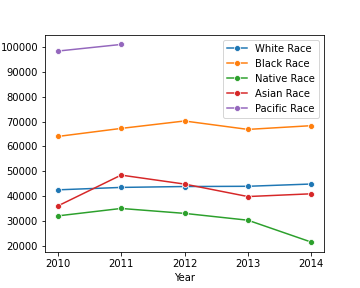 100000
90000
80000
70000
60000
50000
40000
30000
20000
2010
2011
2012
2013
2014
Year
White Race
Black Race
Native Race
Asian Race
Pacific Race